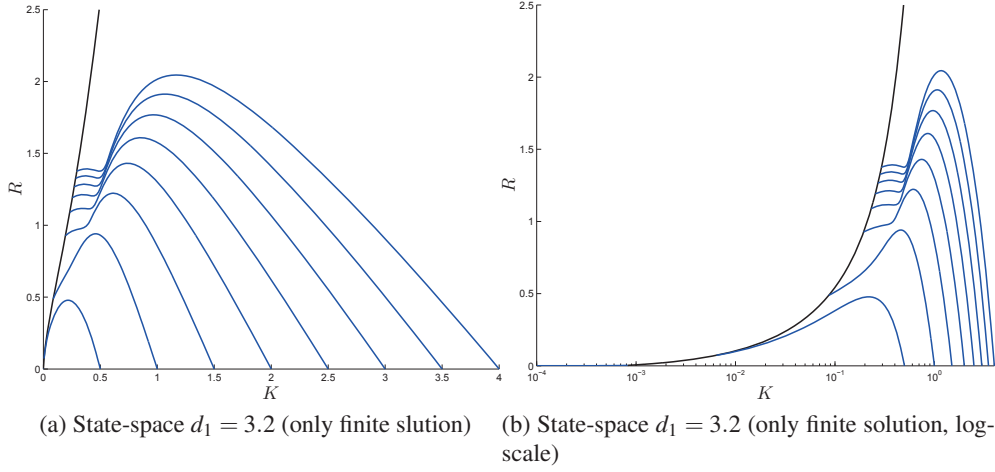 2.5
2
1.5
1
0.5
0
R
0 0.5 1 1.5 2 2.5 3 3.5 4
K
(a) State-space d₁ = 3.2 (only finite slution)
2.5
2
1.5
1
0.5
0
R
10⁻⁴ 10⁻³ 10⁻² 10⁻¹ 10⁰
K
(b) State-space d₁ = 3.2 (only finite solution, log-
scale)